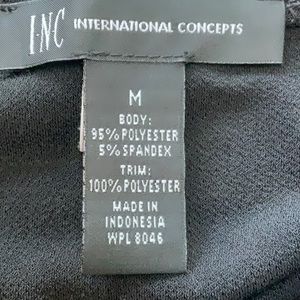 I·N·C INTERNATIONAL CONCEPTS
M
BODY:
95% POLYESTER
5% SPANDEX
TRIM:
100% POLYESTER
MADE IN
INDONESIA
WPL 8046